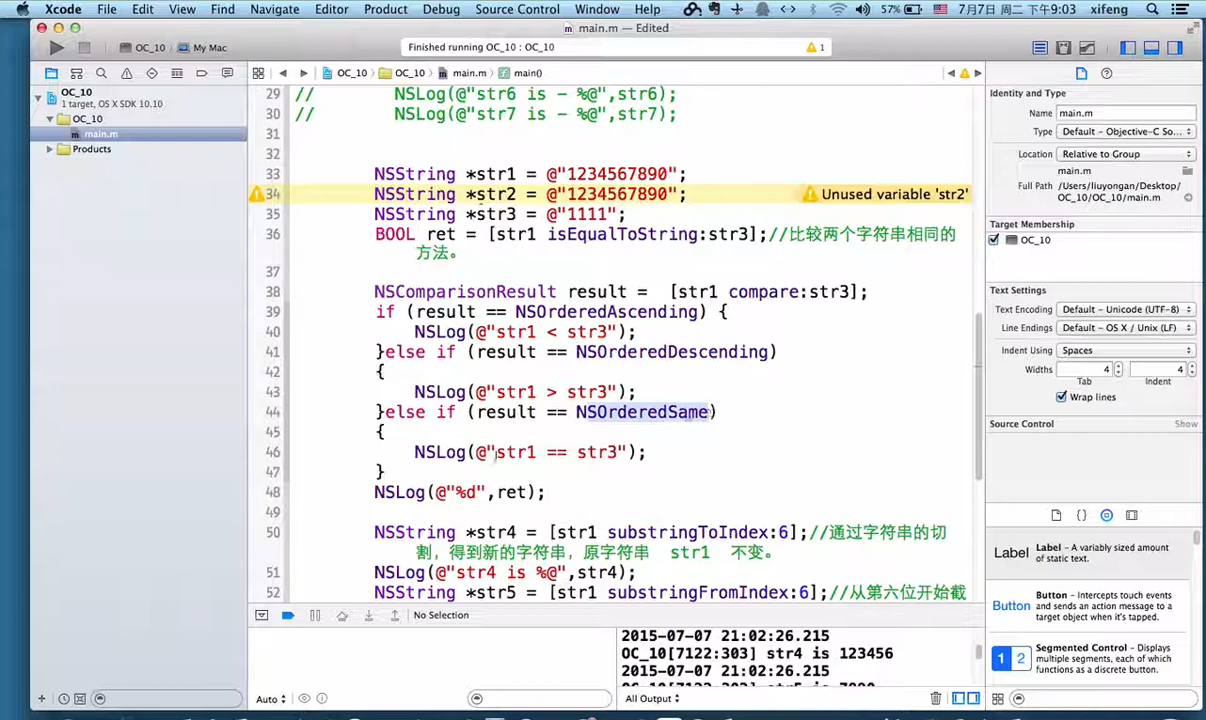 Xcode File Edit View Find Navigate Editor Product Debug Source Control Window Help 57% 7月7日 周二 下午9:03 xifeng
main.m — Edited
OC_10 〉 My Mac
Finished running OC_10 : OC_10
1
OC_10 〉 OC_10 〉 main.m 〉 main()
OC_10
1 target, OS X SDK 10.10
OC_10
main.m
Products
29 // NSLog(@"str6 is - %@",str6);
30 // NSLog(@"str7 is - %@",str7);
31
32
33 NSString *str1 = @"1234567890";
34 NSString *str2 = @"1234567890"; Unused variable 'str2'
35 NSString *str3 = @"1111";
36 BOOL ret = [str1 isEqualToString:str3];//比较两个字符串相同的
方法。
37
38 NSComparisonResult result =  [str1 compare:str3];
39 if (result == NSOrderedAscending) {
40 NSLog(@"str1 < str3");
41 }else if (result == NSOrderedDescending)
42 {
43 NSLog(@"str1 > str3");
44 }else if (result == NSOrderedSame)
45 {
46 NSLog(@"str1 == str3");
47 }
48 NSLog(@"%d",ret);
49
50 NSString *str4 = [str1 substringToIndex:6];//通过字符串的切
割，得到新的字符串，原字符串 str1 不变。
51 NSLog(@"str4 is %@",str4);
52 NSString *str5 = [str1 substringFromIndex:6];//从第六位开始截
No Selection
2015-07-07 21:02:26.215
OC_10[7122:303] str4 is 123456
2015-07-07 21:02:26.215
OC_10[7122:303] str5 is 7890
Auto
All Output
Identity and Type
Name main.m
Type Default - Objective-C So...
Location Relative to Group
main.m
Full Path /Users/liuyongan/Desktop/
OC_10/OC_10/main.m
Target Membership
OC_10
Text Settings
Text Encoding Default - Unicode (UTF-8)
Line Endings Default - OS X / Unix (LF)
Indent Using Spaces
Widths 4 4
Tab Indent
Wrap lines
Source Control Show
Label Label - A variably sized amount
of static text.
Button Button - Intercepts touch events
and sends an action message to a
target object when it's tapped.
1 2 Segmented Control - Displays
multiple segments, each of which
functions as a discrete button.